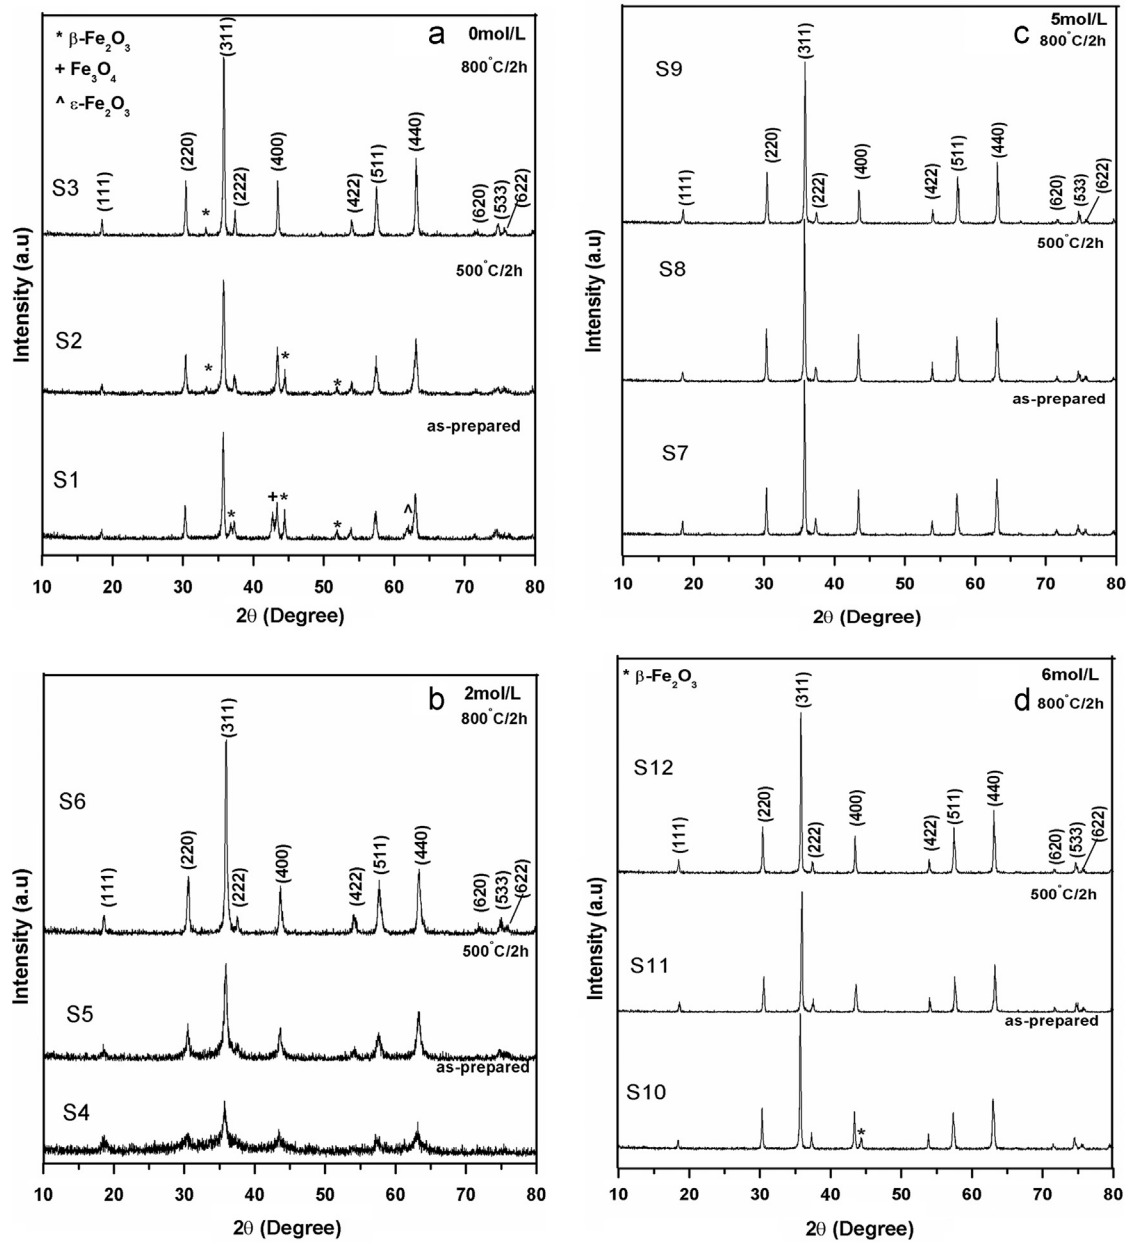 a
0mol/L
* β-Fe2O3
800°C/2h
+ Fe3O4
^ ε-Fe2O3
S3
(111)
(220)
*
(311)
(222)
(400)
(422)
(511)
(440)
(620)
(533)
(622)
500°C/2h
S2
*
*
*
as-prepared
S1
*
+
*
*
^
Intensity (a.u)
10 20 30 40 50 60 70 80
2θ (Degree)
c
5mol/L
800°C/2h
S9
(111)
(220)
(311)
(222)
(400)
(422)
(511)
(440)
(620)
(533)
(622)
500°C/2h
S8
as-prepared
S7
Intensity (a.u)
10 20 30 40 50 60 70 80
2θ (Degree)
b
2mol/L
800°C/2h
S6
(111)
(220)
(311)
(222)
(400)
(422)
(511)
(440)
(620)
(533)
(622)
500°C/2h
S5
as-prepared
S4
Intensity (a.u)
10 20 30 40 50 60 70 80
2θ (Degree)
* β-Fe2O3
6mol/L
d
800°C/2h
S12
(111)
(220)
(311)
(222)
(400)
(422)
(511)
(440)
(620)
(533)
(622)
500°C/2h
S11
as-prepared
S10
*
Intensity (a.u)
10 20 30 40 50 60 70 80
2θ (Degree)